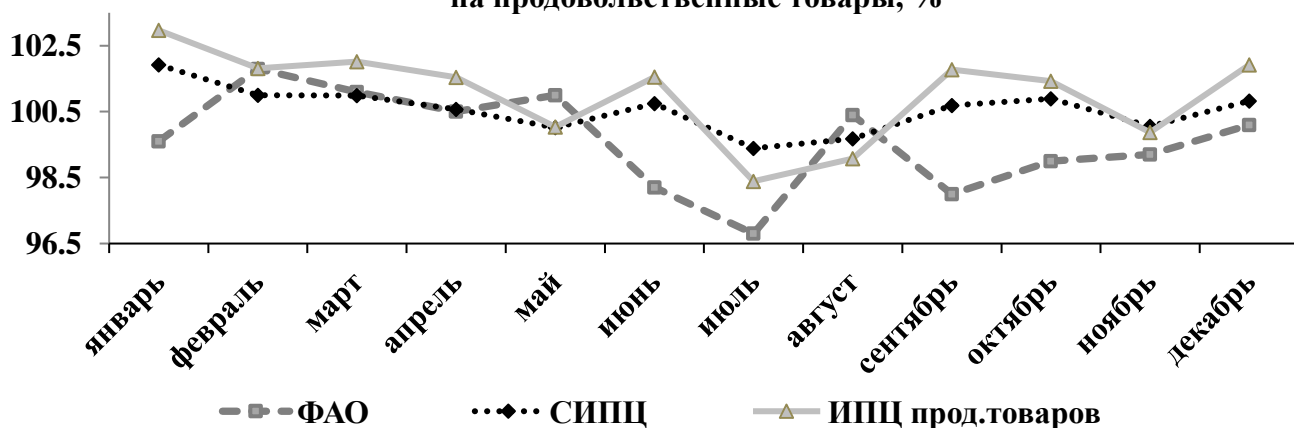 на продовольственные товары, %
102.5
100.5
98.5
96.5
январь
февраль
март
апрель
май
июнь
июль
август
сентябрь
октябрь
ноябрь
декабрь
ФАО СИПЦ ИПЦ прод.товаров